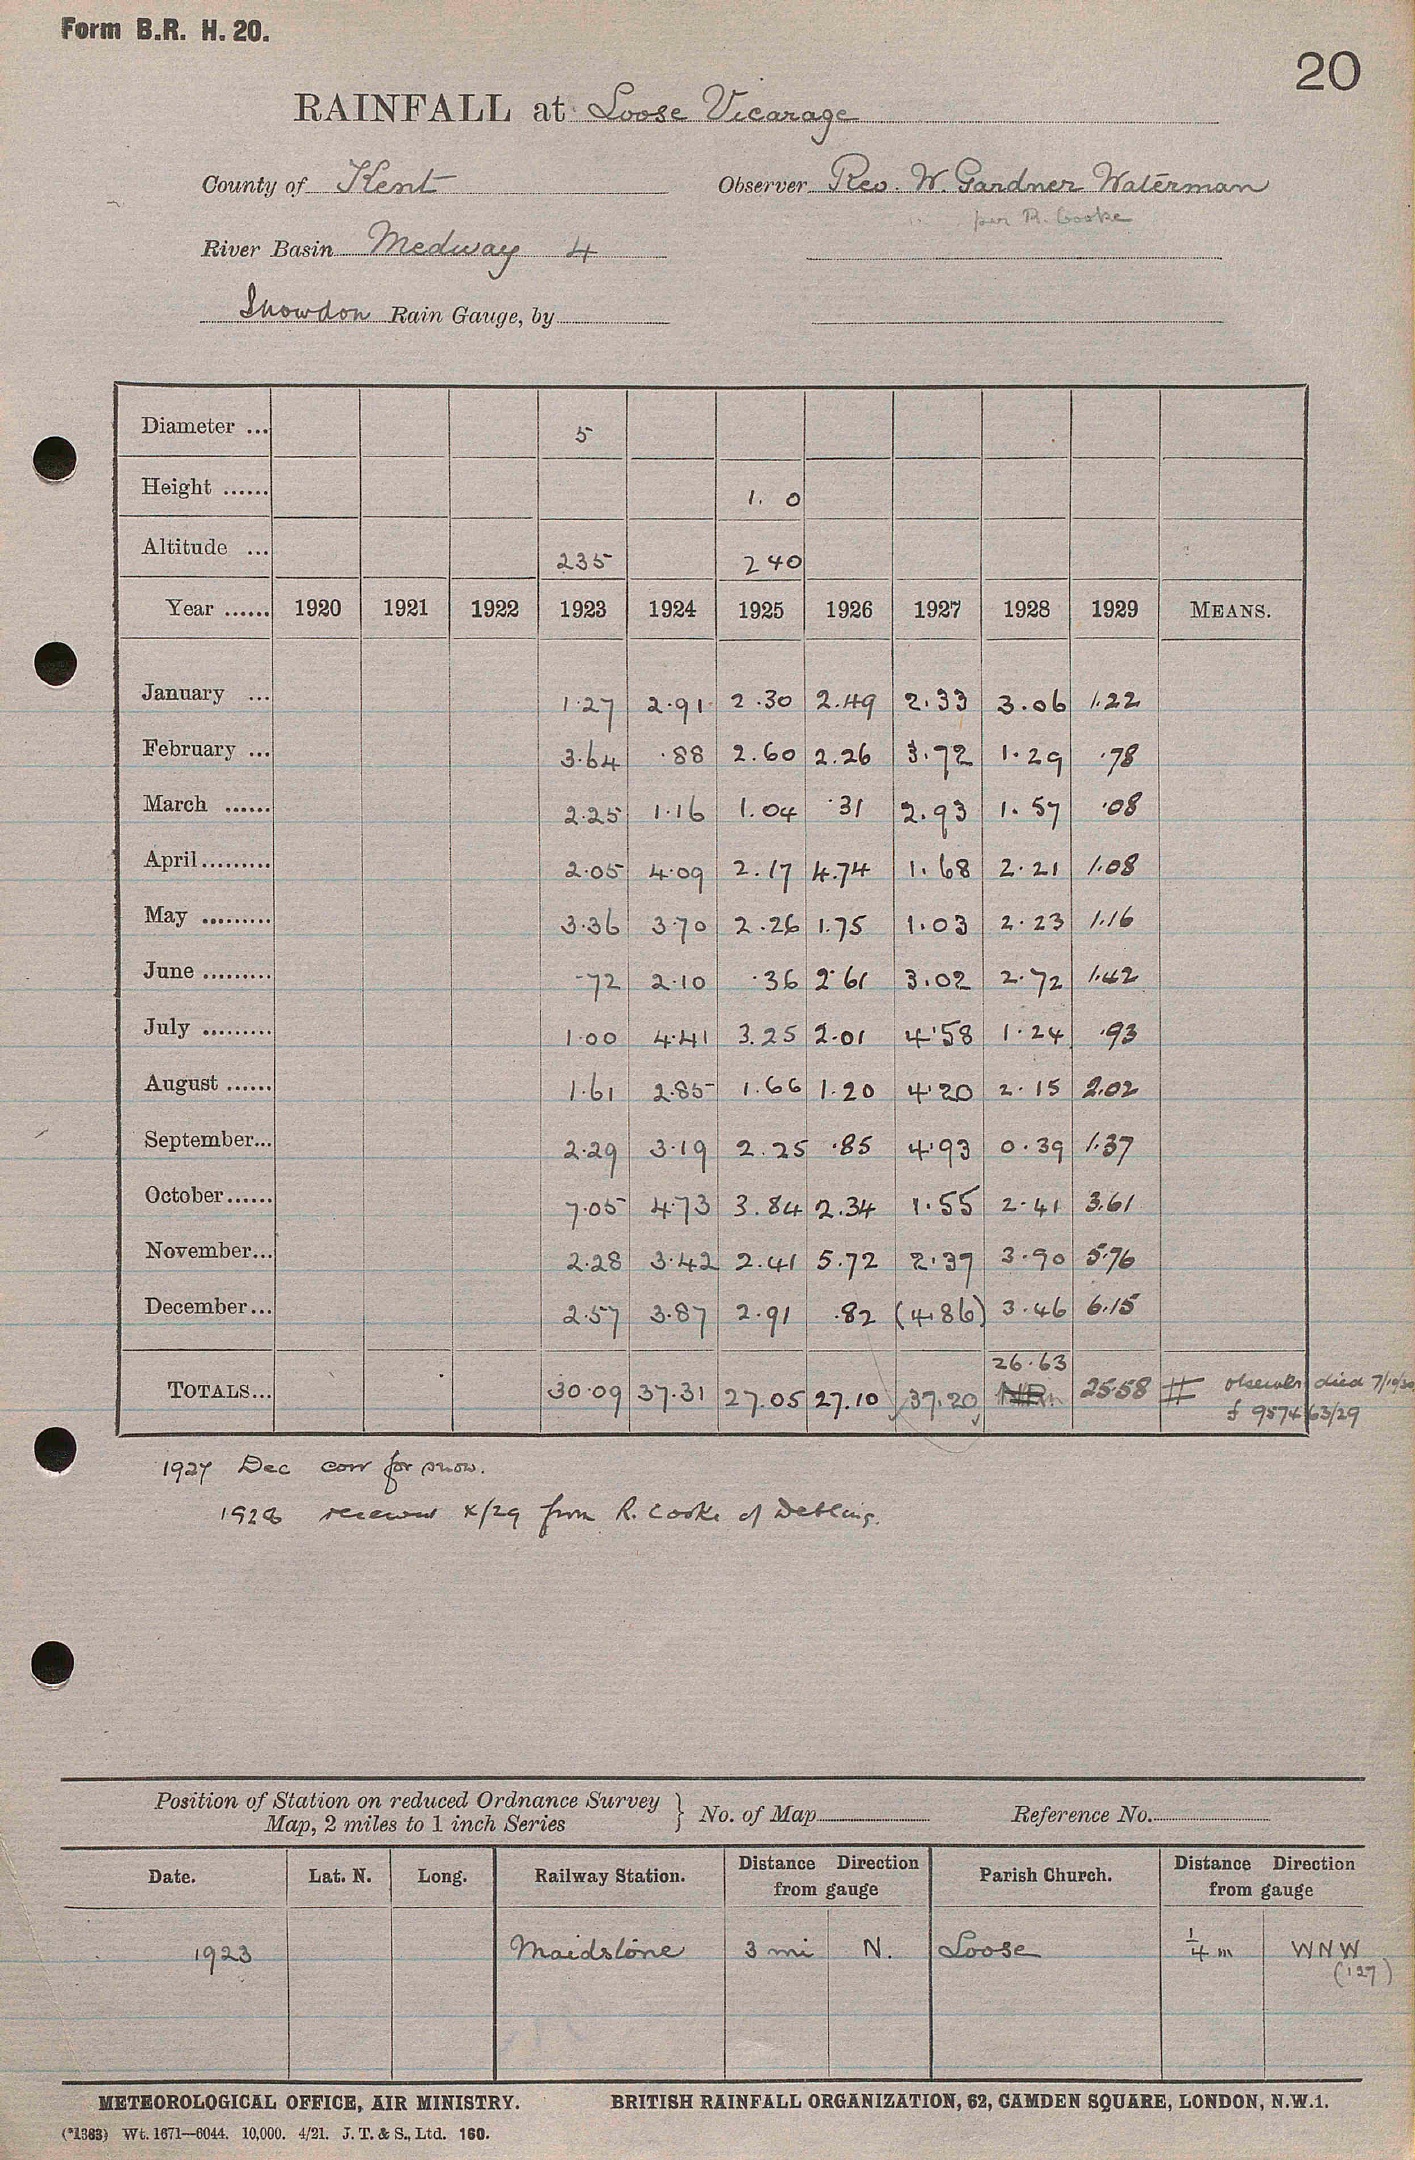 Form B.R. H. 20.
20
RAINFALL at Loose Vicarage
County of Kent Observer Rev. W. Gardner Waterman
per R. Cooke
River Basin Medway 4
Snowdon Rain Gauge, by
Diameter ... 5
Height ...... 1. 0
Altitude ... 235 240
Year ...... 1920 1921 1922 1923 1924 1925 1926 1927 1928 1929 MEANS.
January ... 1.27 2.91 2.30 2.49 2.33 3.06 1.22
February ... 3.64 .88 2.60 2.26 3.72 1.29 .78
March ...... 2.25 1.16 1.04 .31 2.93 1.57 .08
April ......... 2.05 4.09 2.17 4.74 1.68 2.21 1.08
May ......... 3.36 3.70 2.26 1.75 1.03 2.23 1.16
June ......... .72 2.10 .36 2.61 3.02 2.72 1.42
July ......... 1.00 4.41 3.25 2.01 4.58 1.24 .93
August ...... 1.61 2.85 1.66 1.20 4.20 2.15 2.02
September... 2.29 3.19 2.25 .85 4.93 0.39 1.37
October...... 7.05 4.73 3.84 2.34 1.55 2.41 3.61
November... 2.28 3.42 2.41 5.72 2.37 3.90 5.76
December... 2.57 3.87 2.91 .82 (4.86) 3.46 6.15
26.63
TOTALS... 30.09 37.31 27.05 27.10 37.20 25.58 # observer died 7/10/30
f 957463/29
1927 Dec corr for snow.
1928 received X/29 from R. Cooke of Detling.
Position of Station on reduced Ordnance Survey
Map, 2 miles to 1 inch Series } No. of Map Reference No.
Date. Lat. N. Long. Railway Station. Distance Direction from gauge Parish Church. Distance Direction from gauge
1923 Maidstone 3 mi N. Loose 1/4 m WNW
(127)
METEOROLOGICAL OFFICE, AIR MINISTRY. BRITISH RAINFALL ORGANIZATION, 62, CAMDEN SQUARE, LONDON, N.W.1.
(*1383) Wt. 1671—6044. 10,000. 4/21. J. T. & S., Ltd. 160.